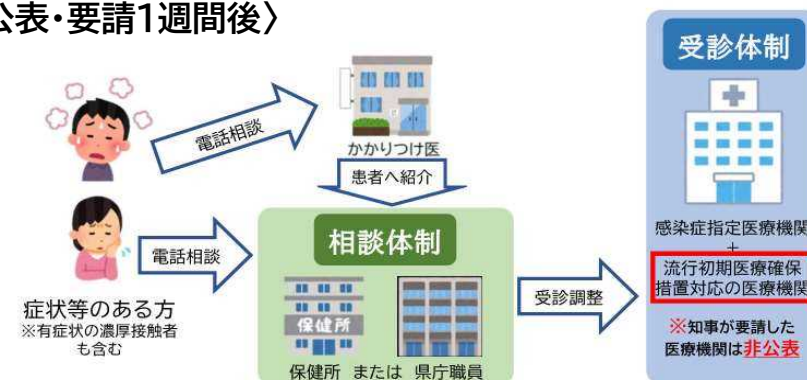 公表・要請1週間後〉
電話相談
かかりつけ医
患者へ紹介
電話相談
症状等のある方
※有症状の濃厚接触者
も含む
相談体制
保健所
保健所 または 県庁職員
受診調整
受診体制
感染症指定医療機関
+
流行初期医療確保
措置対応の医療機関
※知事が要請した
医療機関は非公表